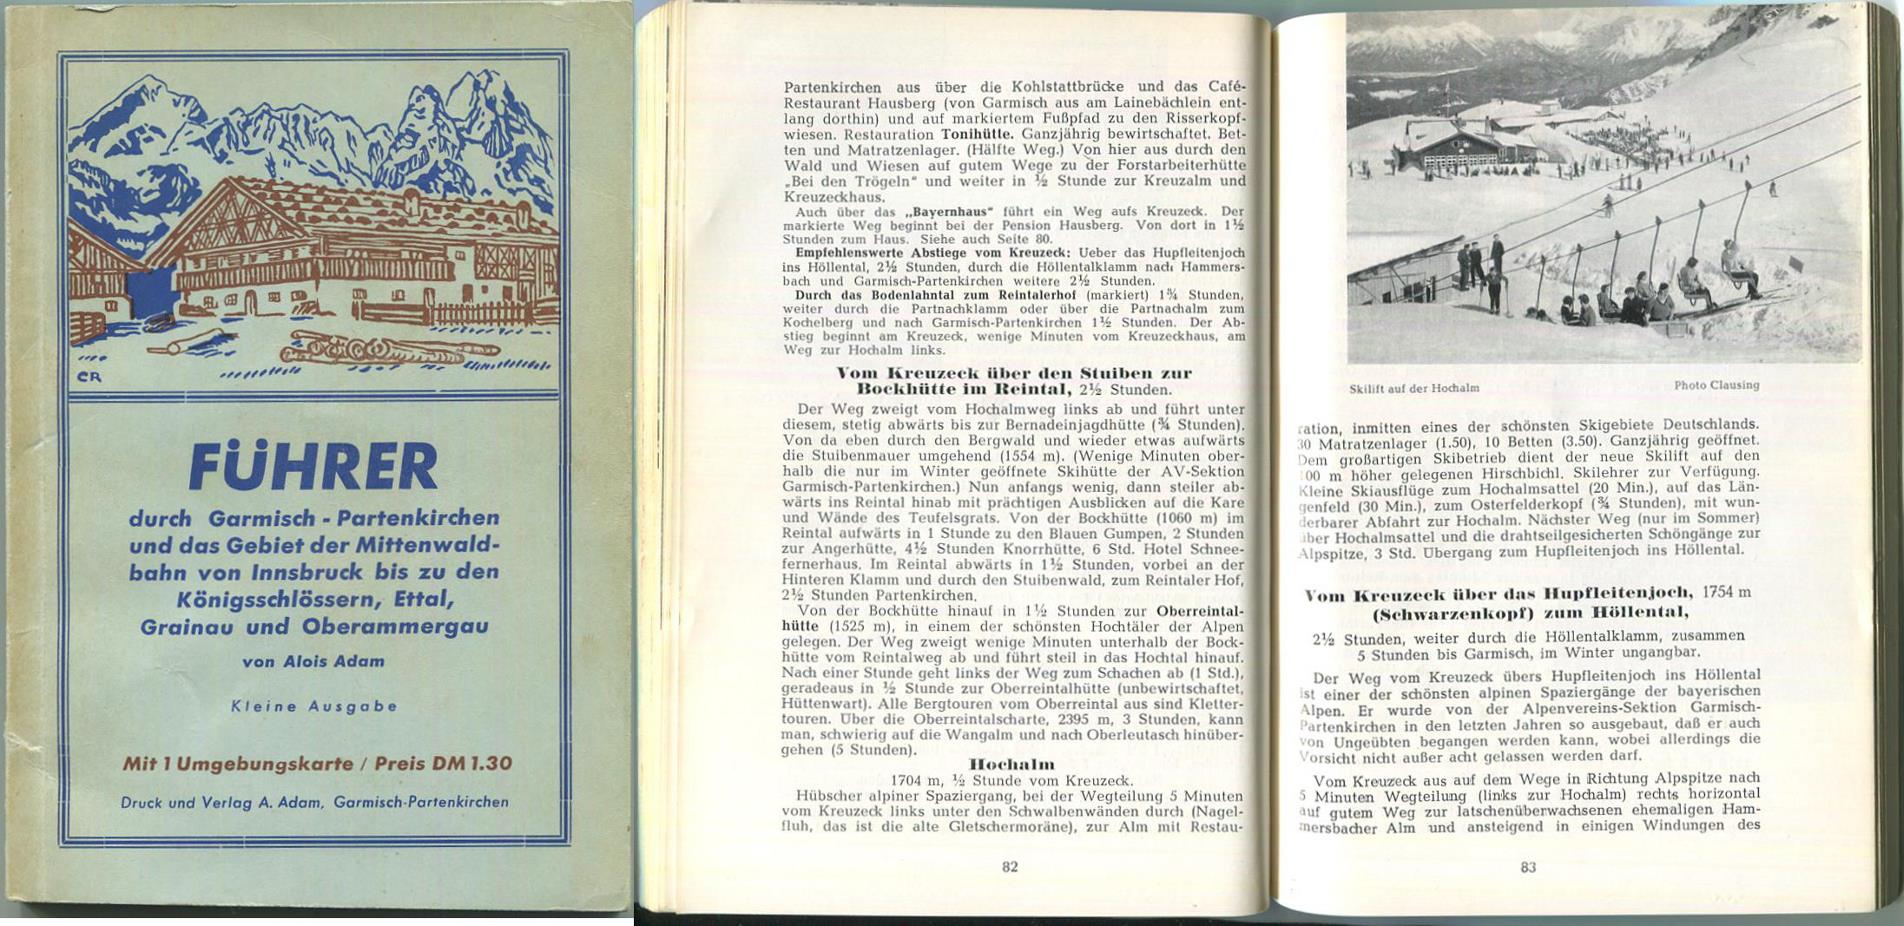 CR
FÜHRER
durch Garmisch - Partenkirchen
und das Gebiet der Mittenwald-
bahn von Innsbruck bis zu den
Königsschlössern, Ettal,
Grainau und Oberammergau
von Alois Adam
Kleine Ausgabe
Mit 1 Umgebungskarte / Preis DM 1.30
Druck und Verlag A. Adam, Garmisch-Partenkirchen
Partenkirchen aus über die Kohlstattbrücke und das Café-
Restaurant Hausberg (von Garmisch aus am Lainebächlein ent-
lang dorthin) und auf markiertem Fußpfad zu den Risserkopf-
wiesen. Restauration Tonihütte. Ganzjährig bewirtschaftet. Bet-
ten und Matratzenlager. (Hälfte Weg.) Von hier aus durch den
Wald und Wiesen auf gutem Wege zu der Forstarbeiterhütte
„Bei den Trögeln" und weiter in ½ Stunde zur Kreuzalm und
Kreuzeckhaus.
Auch über das „Bayernhaus" führt ein Weg aufs Kreuzeck. Der
markierte Weg beginnt bei der Pension Hausberg. Von dort in 1½
Stunden zum Haus. Siehe auch Seite 80.
Empfehlenswerte Abstiege vom Kreuzeck: Ueber das Hupfleitenjoch
ins Höllental, 2½ Stunden, durch die Höllentalklamm nach Hammers-
bach und Garmisch-Partenkirchen weitere 2½ Stunden.
Durch das Bodenlahntal zum Reintalerhof (markiert) 1¾ Stunden,
weiter durch die Partnachklamm oder über die Partnachalm zum
Kochelberg und nach Garmisch-Partenkirchen 1½ Stunden. Der Ab-
stieg beginnt am Kreuzeck, wenige Minuten vom Kreuzeckhaus, am
Weg zur Hochalm links.
Vom Kreuzeck über den Stuiben zur
Bockhütte im Reintal, 2½ Stunden.
Der Weg zweigt vom Hochalmweg links ab und führt unter
diesem, stetig abwärts bis zur Bernadeinjagdhütte (¾ Stunden).
Von da eben durch den Bergwald und wieder etwas aufwärts
die Stuibenmauer umgehend (1554 m). (Wenige Minuten ober-
halb die nur im Winter geöffnete Skihütte der AV-Sektion
Garmisch-Partenkirchen.) Nun anfangs wenig, dann steiler ab-
wärts ins Reintal hinab mit prächtigen Ausblicken auf die Kare
und Wände des Teufelsgrats. Von der Bockhütte (1060 m) im
Reintal aufwärts in 1 Stunde zu den Blauen Gumpen, 2 Stunden
zur Angerhütte, 4½ Stunden Knorrhütte, 6 Std. Hotel Schnee-
fernerhaus. Im Reintal abwärts in 1½ Stunden, vorbei an der
Hinteren Klamm und durch den Stuibenwald, zum Reintaler Hof,
2½ Stunden Partenkirchen.
Von der Bockhütte hinauf in 1½ Stunden zur Oberreintal-
hütte (1525 m), in einem der schönsten Hochtäler der Alpen
gelegen. Der Weg zweigt wenige Minuten unterhalb der Bock-
hütte vom Reintalweg ab und führt steil in das Hochtal hinauf.
Nach einer Stunde geht links der Weg zum Schachen ab (1 Std.),
geradeaus in ½ Stunde zur Oberreintalhütte (unbewirtschaftet,
Hüttenwart). Alle Bergtouren vom Oberreintal aus sind Kletter-
touren. Über die Oberreintalscharte, 2395 m, 3 Stunden, kann
man, schwierig auf die Wangalm und nach Oberleutasch hinüber-
gehen (5 Stunden).
Hochalm
1704 m, ½ Stunde vom Kreuzeck.
Hübscher alpiner Spaziergang, bei der Wegteilung 5 Minuten
vom Kreuzeck links unter den Schwalbenwänden durch (Nagel-
fluh, das ist die alte Gletschermoräne), zur Alm mit Restau-
82
Skilift auf der Hochalm
Photo Clausing
ration, inmitten eines der schönsten Skigebiete Deutschlands.
30 Matratzenlager (1.50), 10 Betten (3.50). Ganzjährig geöffnet.
Dem großartigen Skibetrieb dient der neue Skilift auf den
100 m höher gelegenen Hirschbichl. Skilehrer zur Verfügung.
Kleine Skiausflüge zum Hochalmsattel (20 Min.), auf das Län-
genfeld (30 Min.), zum Osterfelderkopf (¾ Stunden), mit wun-
derbarer Abfahrt zur Hochalm. Nächster Weg (nur im Sommer)
über Hochalmsattel und die drahtseilgesicherten Schöngänge zur
Alpspitze, 3 Std. Übergang zum Hupfleitenjoch ins Höllental.
Vom Kreuzeck über das Hupfleitenjoch, 1754 m
(Schwarzenkopf) zum Höllental,
2½ Stunden, weiter durch die Höllentalklamm, zusammen
5 Stunden bis Garmisch, im Winter ungangbar.
Der Weg vom Kreuzeck übers Hupfleitenjoch ins Höllental
ist einer der schönsten alpinen Spaziergänge der bayerischen
Alpen. Er wurde von der Alpenvereins-Sektion Garmisch-
Partenkirchen in den letzten Jahren so ausgebaut, daß er auch
von Ungeübten begangen werden kann, wobei allerdings die
Vorsicht nicht außer acht gelassen werden darf.
Vom Kreuzeck aus auf dem Wege in Richtung Alpspitze nach
5 Minuten Wegteilung (links zur Hochalm) rechts horizontal
auf gutem Weg zur latschenüberwachsenen ehemaligen Ham-
mersbacher Alm und ansteigend in einigen Windungen des
83